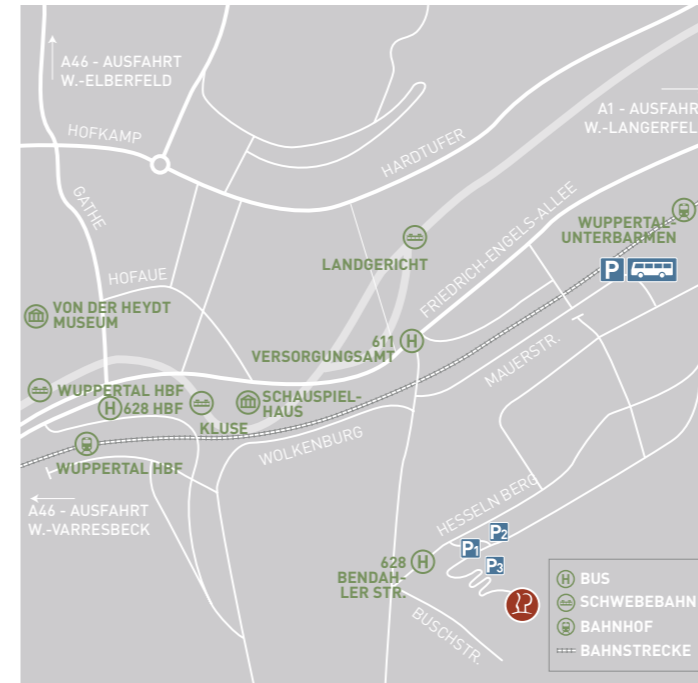 A46 - AUSFAHRT
W.-ELBERFELD
A1 - AUSFAHR
W.-LANGERFEL
HOFKAMP
HARDTUFER
GATHE
FRIEDRICH-ENGELS-ALLEE
WUPPERTAL-
UNTERBARMEN
LANDGERICHT
P
HOFAUE
VON DER HEYDT
MUSEUM
611
VERSORGUNGSAMT
H
MAUERSTR.
WUPPERTAL HBF
H
628 HBF
KLUSE
SCHAUSPIEL-
HAUS
WOLKENBURG
WUPPERTAL HBF
A46 - AUSFAHRT
W.-VARRESBECK
HESSELN BERG
P2
P1
P3
628
BENDAH-
LER STR.
H
BUSCHSTR.
H BUS
SCHWEBEBAHN
BAHNHOF
BAHNSTRECKE